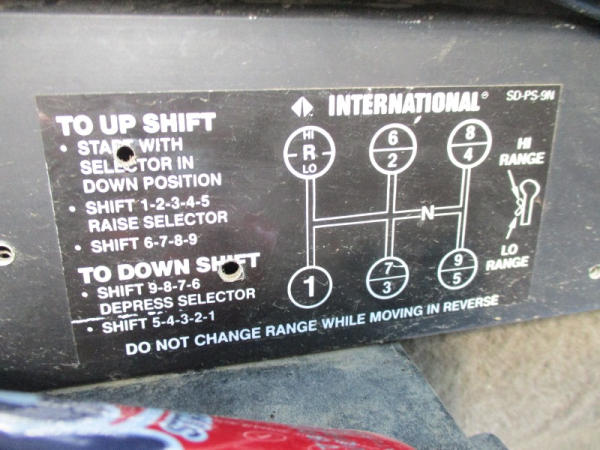 INTERNATIONAL®
SD-PS-9N
TO UP SHIFT
• START WITH
SELECTOR IN
DOWN POSITION
• SHIFT 1-2-3-4-5
RAISE SELECTOR
• SHIFT 6-7-8-9
TO DOWN SHIFT
• SHIFT 9-8-7-6
DEPRESS SELECTOR
• SHIFT 5-4-3-2-1
HI
R
LO
6
2
8
4
N
1
7
3
9
5
HI
RANGE
LO
RANGE
DO NOT CHANGE RANGE WHILE MOVING IN REVERSE